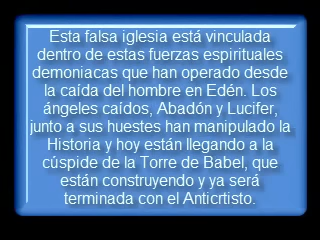 Esta falsa iglesia está vinculada
dentro de estas fuerzas espirituales
demoniacas que han operado desde
la caída del hombre en Edén. Los
ángeles caídos, Abadón y Lucifer,
junto a sus huestes han manipulado la
Historia y hoy están llegando a la
cùspide de la Torre de Babel, que
están construyendo y ya será
terminada con el Anticrtisto.